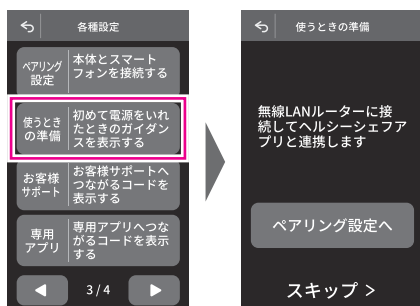 各種設定
ペアリング
設定
本体とスマート
フォンを接続する
使うとき
の準備
初めて電源をいれ
たときのガイダン
スを表示する
お客様
サポート
お客様サポートへ
つながるコードを
表示する
専用
アプリ
専用アプリへつな
がるコードを表示
する
3/4
使うときの準備
無線LANルーターに接
続してヘルシーシェフア
プリと連携します
ペアリング設定へ
スキップ >